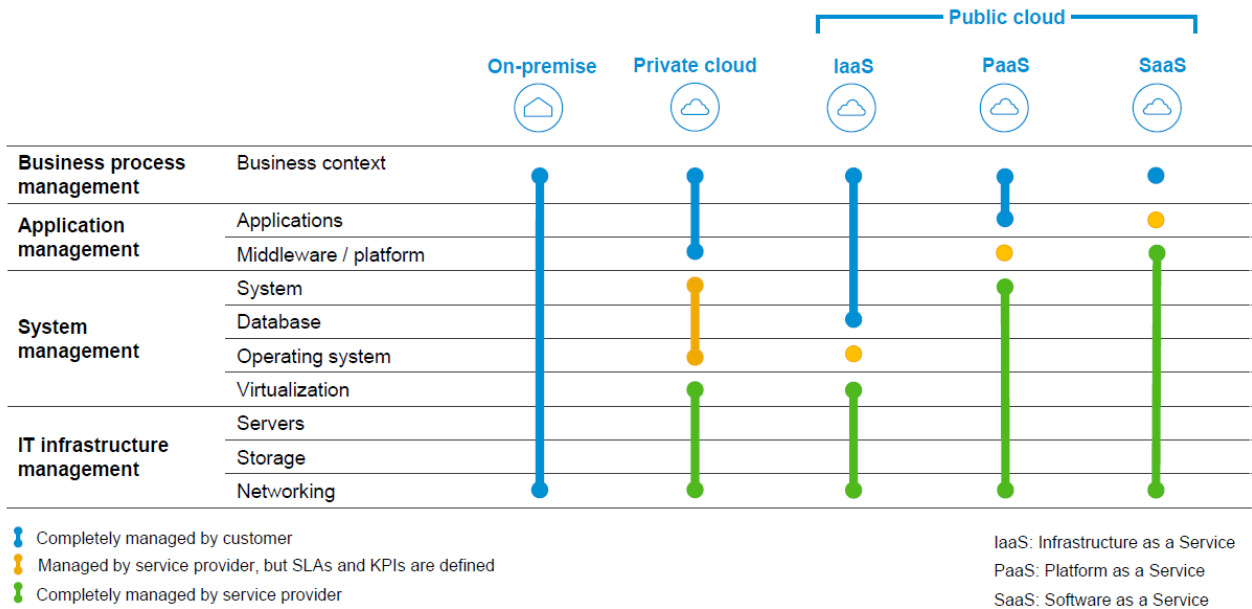 Public cloud
On-premise Private cloud IaaS PaaS SaaS
Business process
management
Business context
Application
management
Applications
Middleware / platform
System
management
System
Database
Operating system
Virtualization
IT infrastructure
management
Servers
Storage
Networking
Completely managed by customer
Managed by service provider, but SLAs and KPIs are defined
Completely managed by service provider
IaaS: Infrastructure as a Service
PaaS: Platform as a Service
SaaS: Software as a Service